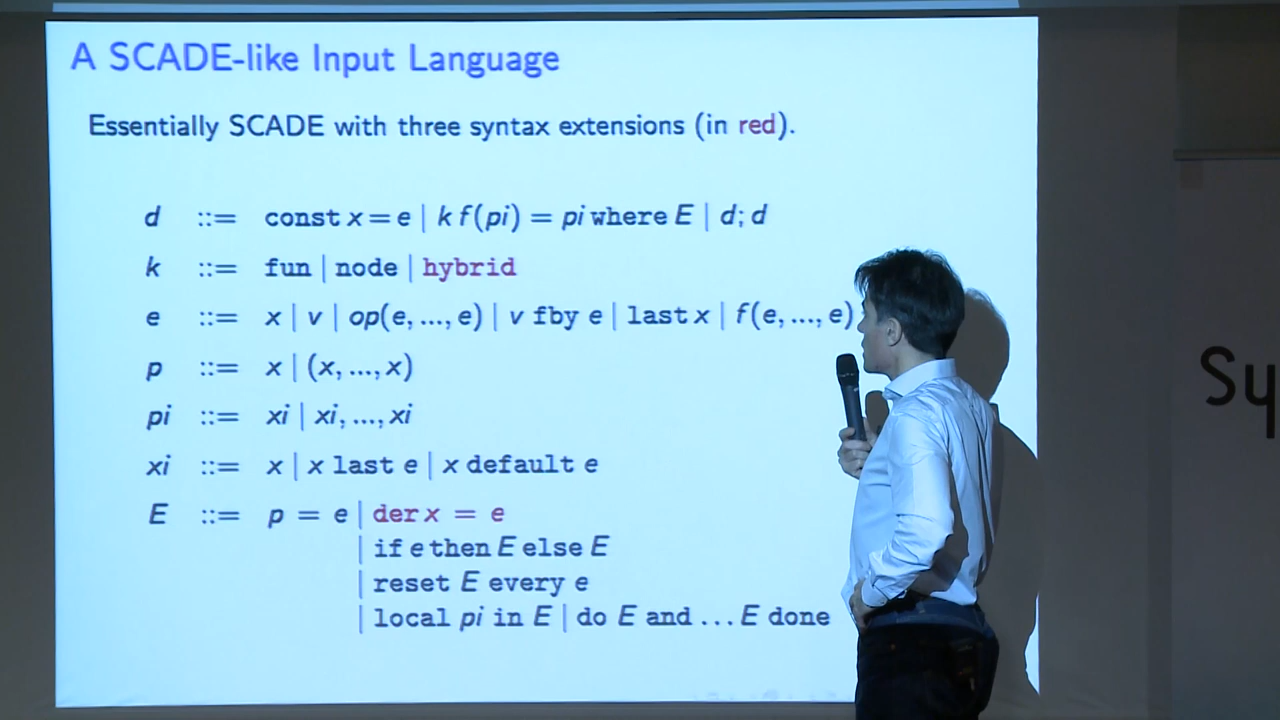 A SCADE-like Input Language
Essentially SCADE with three syntax extensions (in red).
d ::= const x = e | k f(pi) = pi where E | d; d
k ::= fun | node | hybrid
e ::= x | v | op(e, ..., e) | v fby e | last x | f(e, ..., e)
p ::= x | (x, ..., x)
pi ::= xi | xi, ..., xi
xi ::= x | x last e | x default e
E ::= p = e | der x = e
| if e then E else E
| reset E every e
| local pi in E | do E and ... E done
Sy